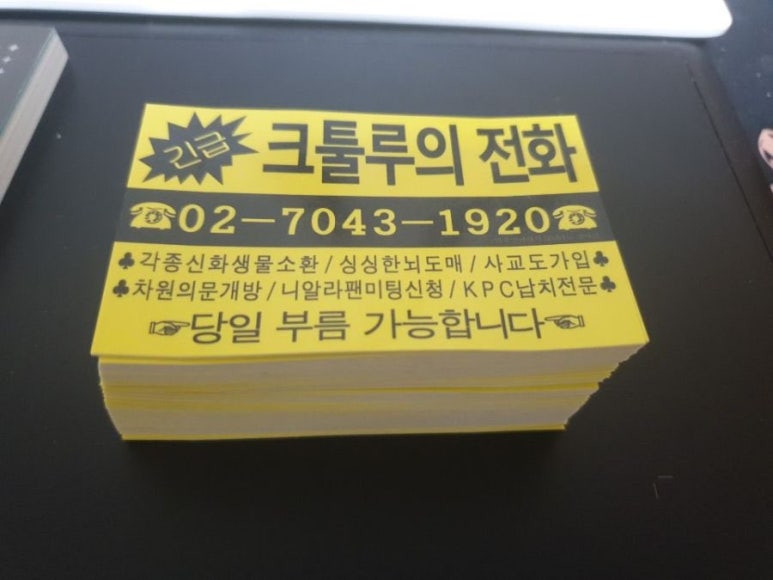 긴급 크툴루의 전화
☎02－7043－1920☎
♣각종신화생물소환/싱싱한뇌도매/사교도가입♣
♣차원의문개방/니알라팬미팅신청/KPC납치전문♣
☞당일 부름 가능합니다☜